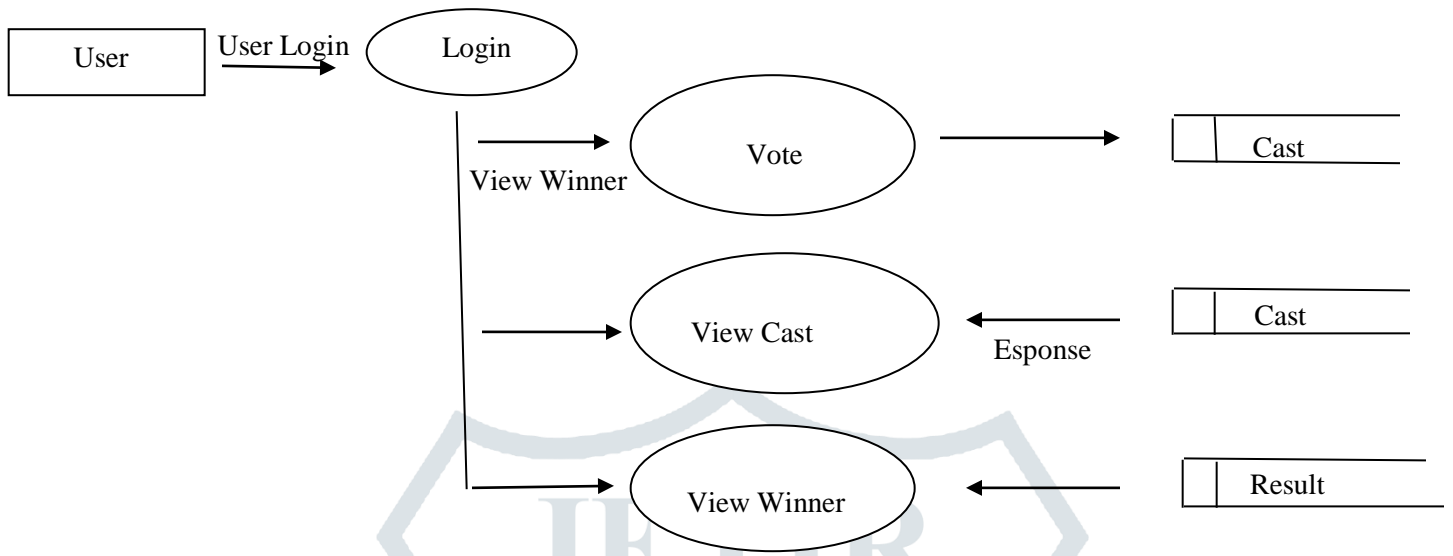 User
User Login
Login
Vote
Cast
View Winner
View Cast
Cast
Esponse
View Winner
Result